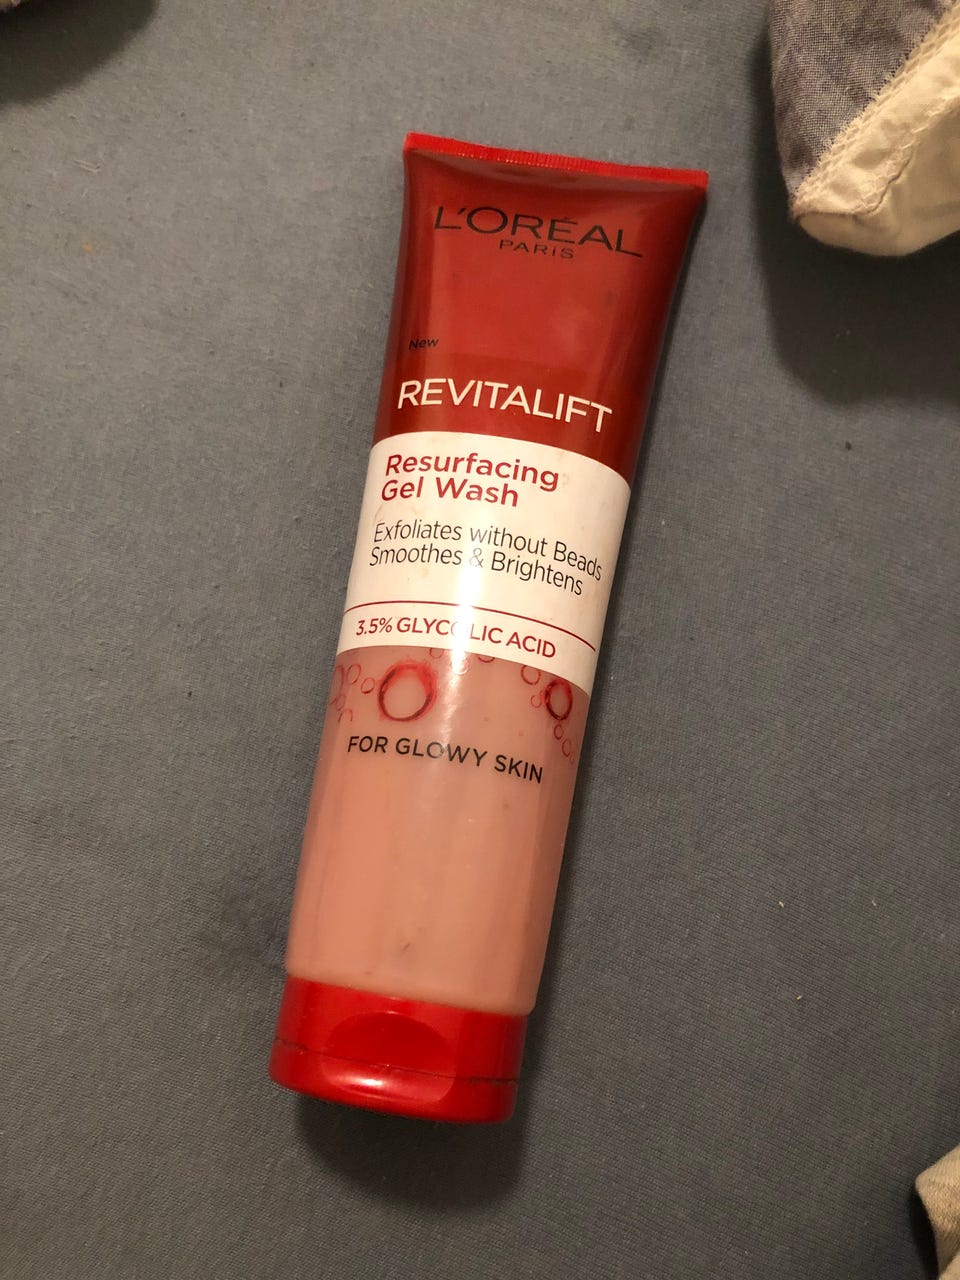 L'ORÉAL
PARIS
New
REVITALIFT
Resurfacing
Gel Wash
Exfoliates without Beads
Smoothes & Brightens
3.5% GLYCOLIC ACID
FOR GLOWY SKIN